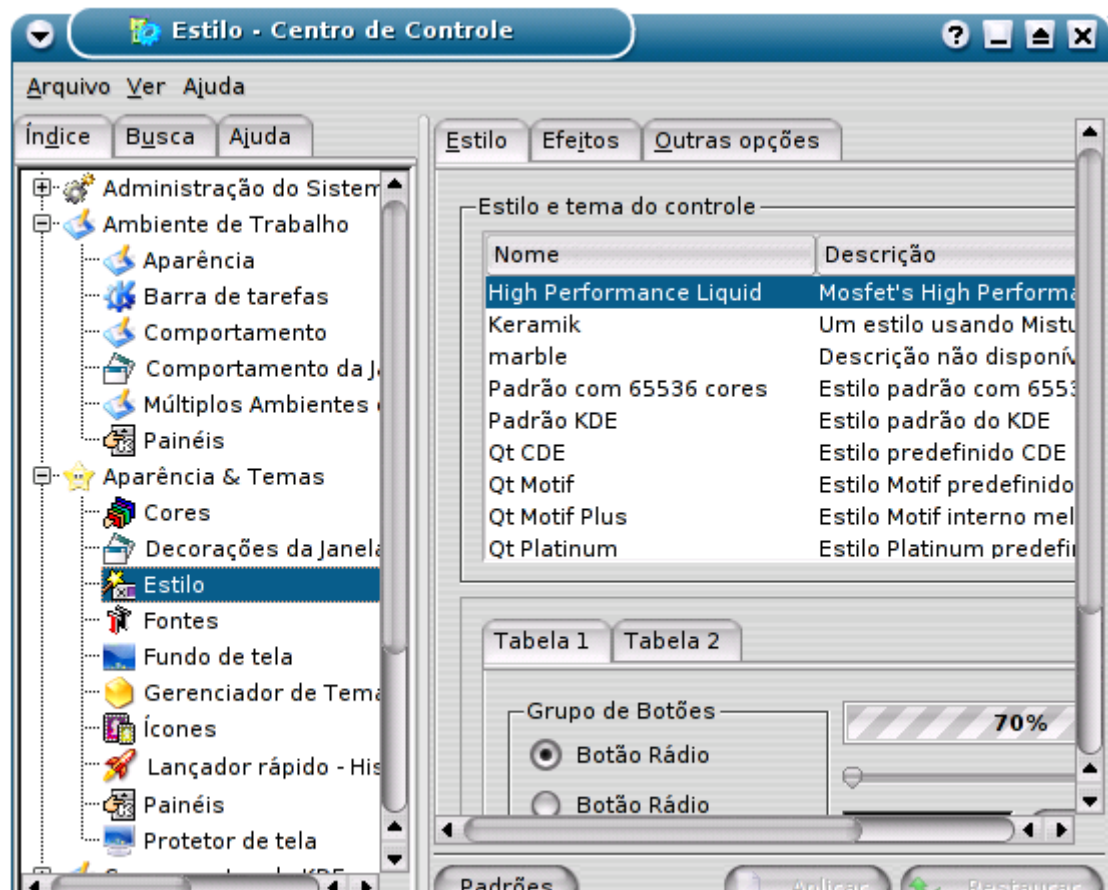 Estilo - Centro de Controle
Arquivo Ver Ajuda
Índice Busca Ajuda
Administração do Sistem
Ambiente de Trabalho
Aparência
Barra de tarefas
Comportamento
Comportamento da J
Múltiplos Ambientes
Painéis
Aparência & Temas
Cores
Decorações da Janela
Estilo
Fontes
Fundo de tela
Gerenciador de Tema
Ícones
Lançador rápido - His
Painéis
Protetor de tela
Estilo Efeitos Outras opções
Estilo e tema do controle
Nome Descrição
High Performance Liquid Mosfet's High Performa
Keramik Um estilo usando Mistu
marble Descrição não disponív
Padrão com 65536 cores Estilo padrão com 6553
Padrão KDE Estilo padrão do KDE
Qt CDE Estilo predefinido CDE
Qt Motif Estilo Motif predefinido
Qt Motif Plus Estilo Motif interno mel
Qt Platinum Estilo Platinum predefi
Tabela 1 Tabela 2
Grupo de Botões
70%
Botão Rádio
Botão Rádio
Padrões Aplicar Restaurar